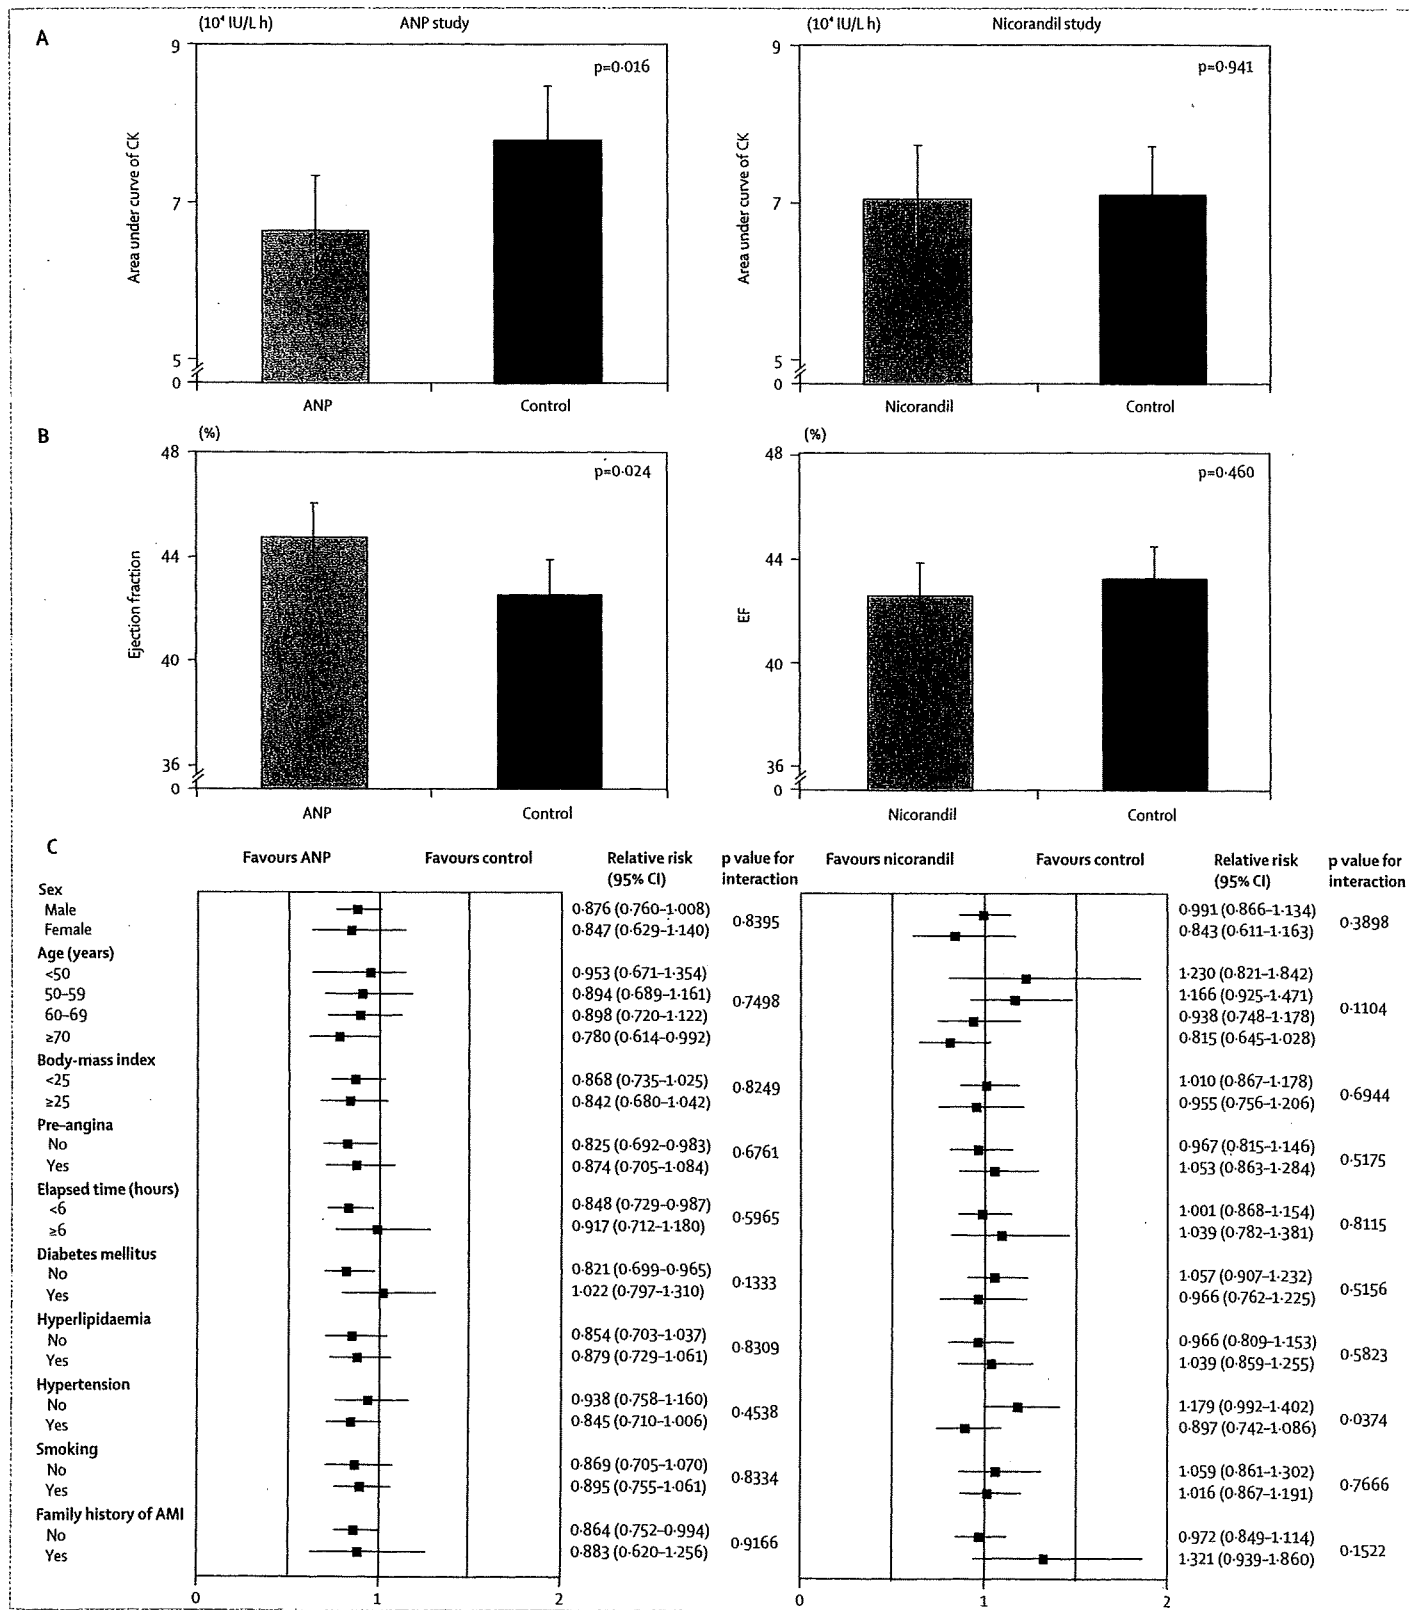 A
(10⁴ IU/L h) ANP study
9
7
5
0
Area under curve of CK
p=0·016
ANP Control
(10⁴ IU/L h) Nicorandil study
9
7
5
0
Area under curve of CK
p=0·941
Nicorandil Control
B
(%)
48
44
40
36
0
Ejection fraction
p=0·024
ANP Control
(%)
48
44
40
36
0
EF
p=0·460
Nicorandil Control
C
Favours ANP Favours control Relative risk (95% CI) p value for interaction Favours nicorandil Favours control Relative risk (95% CI) p value for interaction
Sex
Male 0·876 (0·760–1·008) 0·991 (0·866–1·134)
0·8395 0·3898
Female 0·847 (0·629–1·140) 0·843 (0·611–1·163)
Age (years)
<50 0·953 (0·671–1·354) 1·230 (0·821–1·842)
50–59 0·894 (0·689–1·161) 1·166 (0·925–1·471)
0·7498 0·1104
60–69 0·898 (0·720–1·122) 0·938 (0·748–1·178)
≥70 0·780 (0·614–0·992) 0·815 (0·645–1·028)
Body-mass index
<25 0·868 (0·735–1·025) 1·010 (0·867–1·178)
0·8249 0·6944
≥25 0·842 (0·680–1·042) 0·955 (0·756–1·206)
Pre-angina
No 0·825 (0·692–0·983) 0·967 (0·815–1·146)
0·6761 0·5175
Yes 0·874 (0·705–1·084) 1·053 (0·863–1·284)
Elapsed time (hours)
<6 0·848 (0·729–0·987) 1·001 (0·868–1·154)
0·5965 0·8115
≥6 0·917 (0·712–1·180) 1·039 (0·782–1·381)
Diabetes mellitus
No 0·821 (0·699–0·965) 1·057 (0·907–1·232)
0·1333 0·5156
Yes 1·022 (0·797–1·310) 0·966 (0·762–1·225)
Hyperlipidaemia
No 0·854 (0·703–1·037) 0·966 (0·809–1·153)
0·8309 0·5823
Yes 0·879 (0·729–1·061) 1·039 (0·859–1·255)
Hypertension
No 0·938 (0·758–1·160) 1·179 (0·992–1·402)
0·4538 0·0374
Yes 0·845 (0·710–1·006) 0·897 (0·742–1·086)
Smoking
No 0·869 (0·705–1·070) 1·059 (0·861–1·302)
0·8334 0·7666
Yes 0·895 (0·755–1·061) 1·016 (0·867–1·191)
Family history of AMI
No 0·864 (0·752–0·994) 0·972 (0·849–1·114)
0·9166 0·1522
Yes 0·883 (0·620–1·256) 1·321 (0·939–1·860)
0 1 2 0 1 2